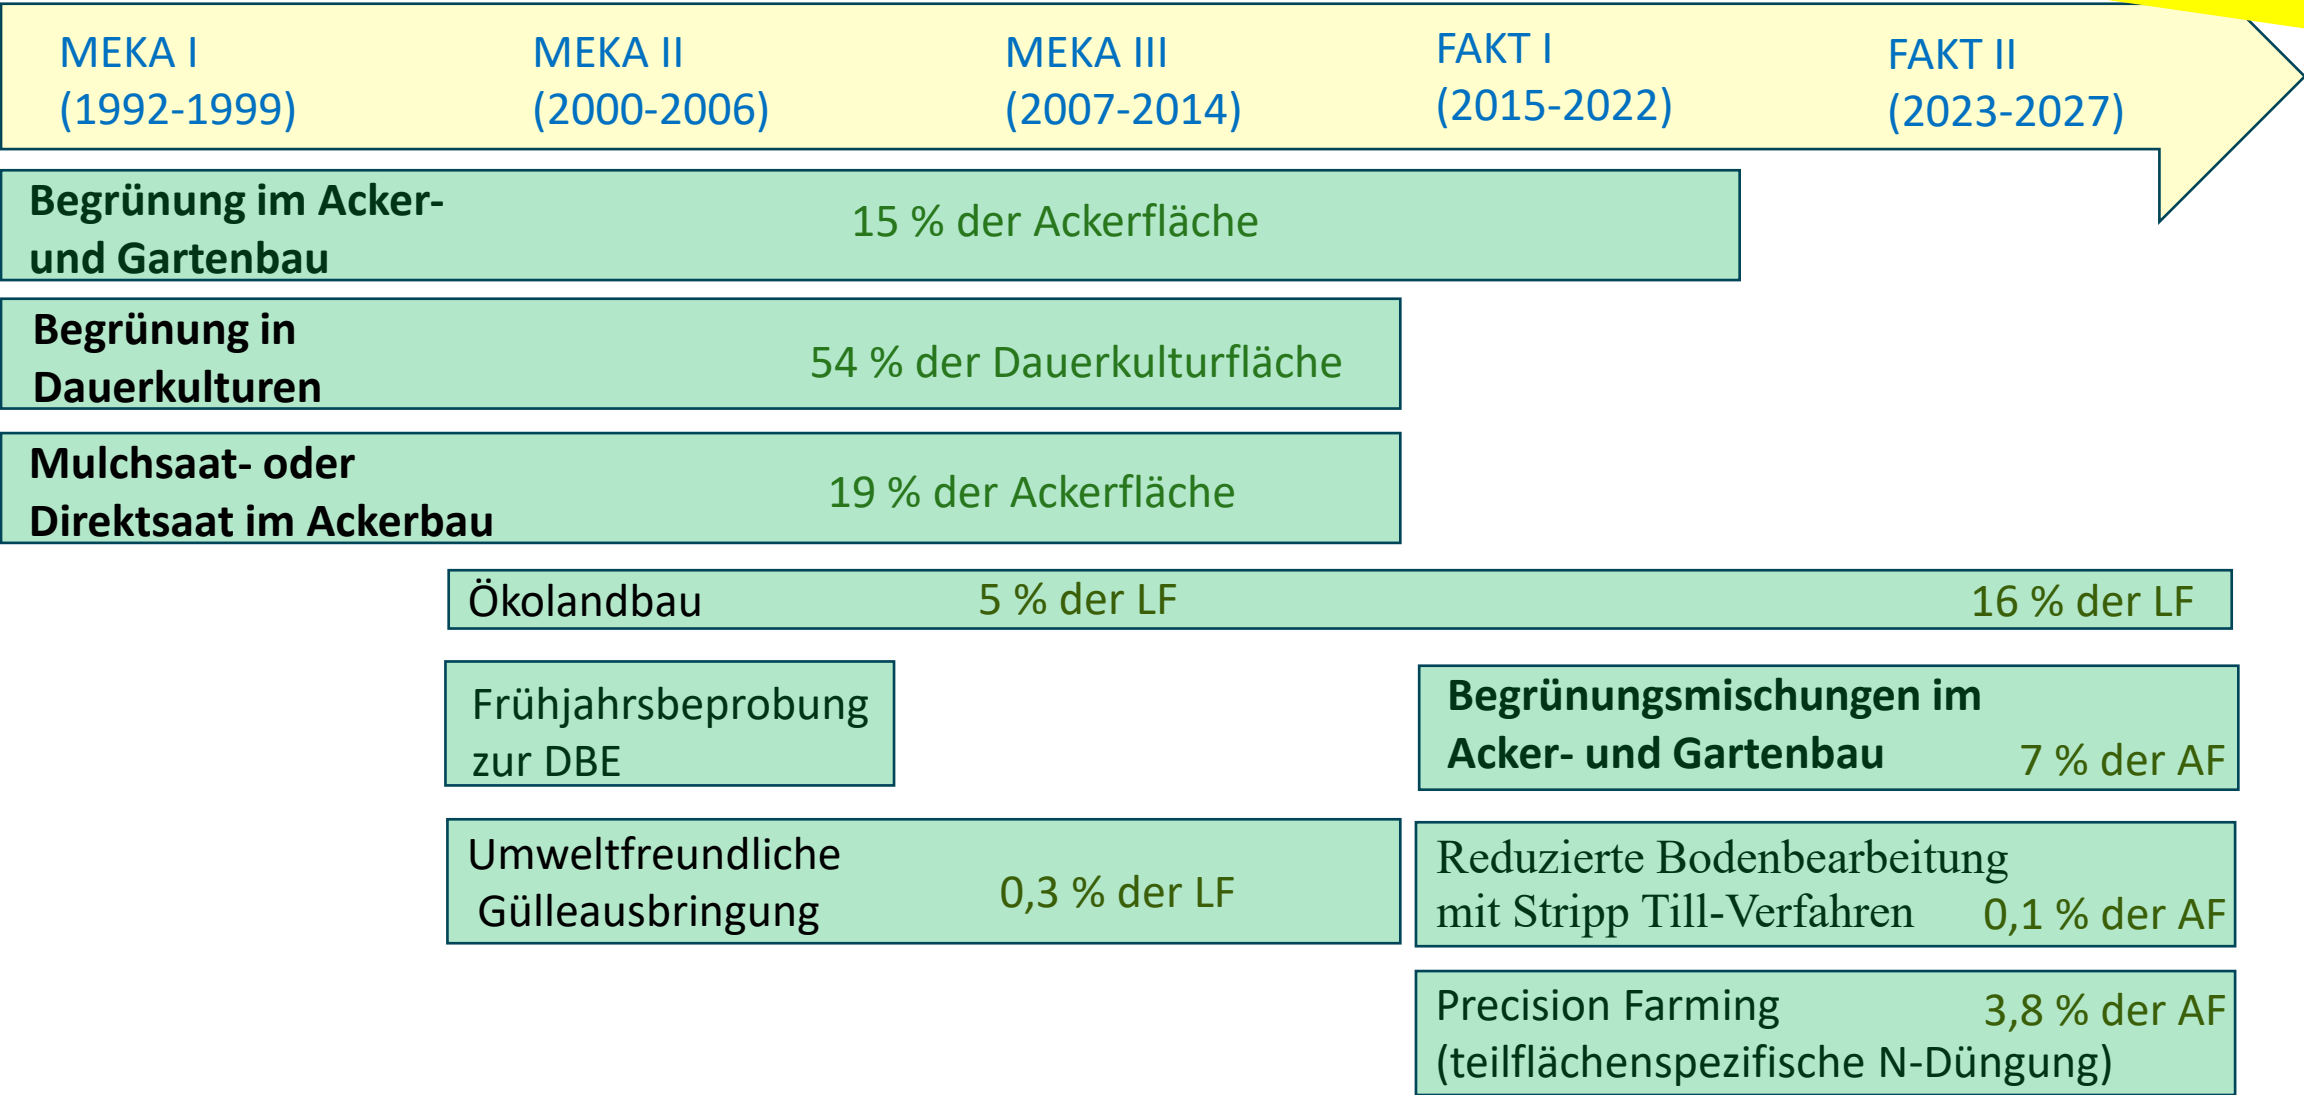 MEKA I
(1992-1999)
MEKA II
(2000-2006)
MEKA III
(2007-2014)
FAKT I
(2015-2022)
FAKT II
(2023-2027)
Begrünung im Acker-
und Gartenbau
15 % der Ackerfläche
Begrünung in
Dauerkulturen
54 % der Dauerkulturfläche
Mulchsaat- oder
Direktsaat im Ackerbau
19 % der Ackerfläche
Ökolandbau
5 % der LF
16 % der LF
Frühjahrsbeprobung
zur DBE
Begrünungsmischungen im
Acker- und Gartenbau
7 % der AF
Umweltfreundliche
Gülleausbringung
0,3 % der LF
Reduzierte Bodenbearbeitung
mit Stripp Till-Verfahren
0,1 % der AF
Precision Farming
3,8 % der AF
(teilflächenspezifische N-Düngung)